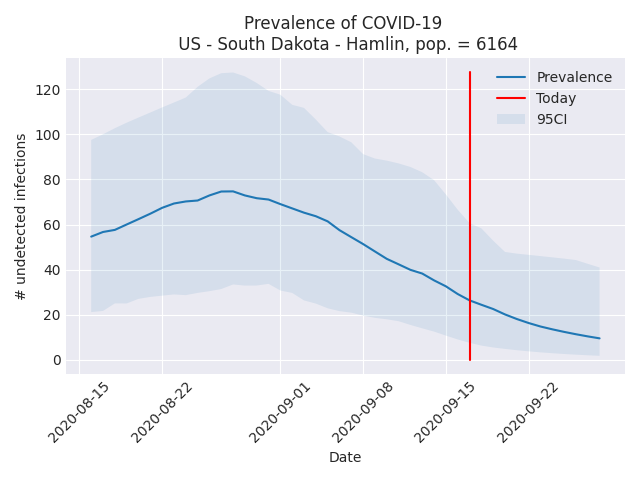 Prevalence of COVID-19
US - South Dakota - Hamlin, pop. = 6164
Prevalence
Today
95CI
# undetected infections
120
100
80
60
40
20
0
2020-08-15
2020-08-22
2020-09-01
2020-09-08
2020-09-15
2020-09-22
Date